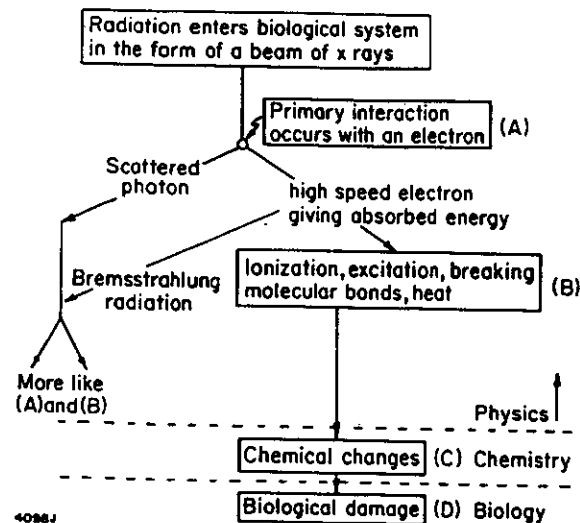 Radiation enters biological system
in the form of a beam of x rays
Primary interaction
occurs with an electron
(A)
Scattered
photon
high speed electron
giving absorbed energy
Bremsstrahlung
radiation
Ionization, excitation, breaking
molecular bonds, heat
(B)
More like
(A) and (B)
Physics
Chemical changes (C) Chemistry
Biological damage (D) Biology
4098J